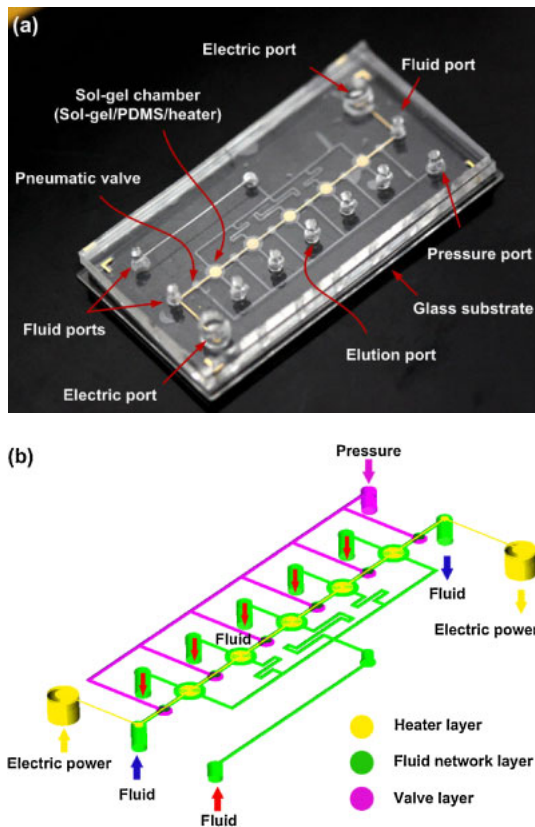 (a)
Electric port
Fluid port
Sol-gel chamber
(Sol-gel/PDMS/heater)
Pneumatic valve
Pressure port
Glass substrate
Fluid ports
Elution port
Electric port
(b)
Pressure
Fluid
Fluid
Electric power
Electric power
Fluid
Fluid
Heater layer
Fluid network layer
Valve layer